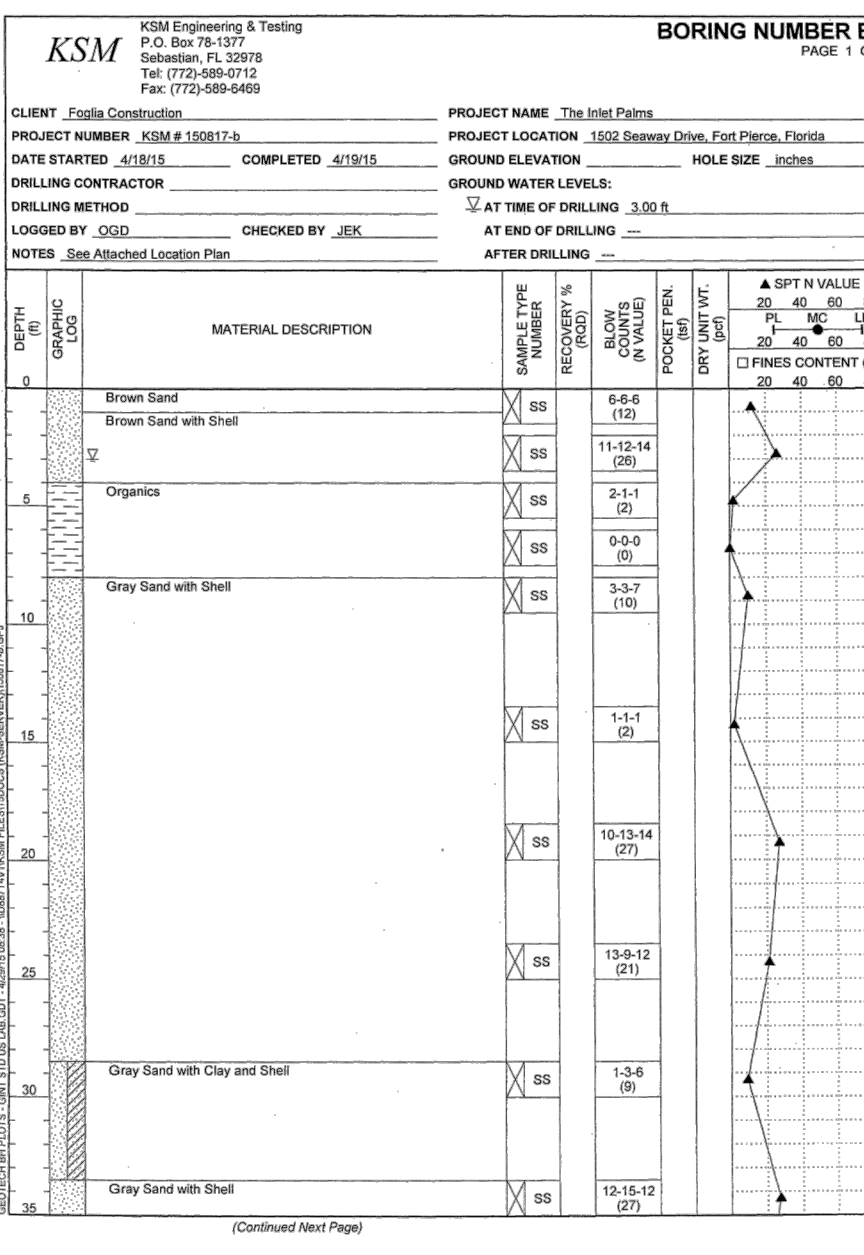 KSM
KSM Engineering & Testing
P.O. Box 78-1377
Sebastian, FL 32978
Tel: (772)-589-0712
Fax: (772)-589-6469
BORING NUMBER
PAGE 1
CLIENT Foglia Construction
PROJECT NAME The Inlet Palms
PROJECT NUMBER KSM # 150817-b
PROJECT LOCATION 1502 Seaway Drive, Fort Pierce, Florida
DATE STARTED 4/18/15 COMPLETED 4/19/15
GROUND ELEVATION HOLE SIZE inches
DRILLING CONTRACTOR
GROUND WATER LEVELS:
DRILLING METHOD
AT TIME OF DRILLING 3.00 ft
LOGGED BY OGD CHECKED BY JEK
AT END OF DRILLING ---
NOTES See Attached Location Plan
AFTER DRILLING ---
DEPTH (ft)
GRAPHIC LOG
MATERIAL DESCRIPTION
SAMPLE TYPE NUMBER
RECOVERY % (RQD)
BLOW COUNTS (N VALUE)
POCKET PEN. (tsf)
DRY UNIT WT. (pcf)
▲ SPT N VALUE
20 40 60
PL MC
20 40 60
□ FINES CONTENT
20 40 60
0
Brown Sand
SS
6-6-6
(12)
Brown Sand with Shell
SS
11-12-14
(26)
5
Organics
SS
2-1-1
(2)
SS
0-0-0
(0)
Gray Sand with Shell
SS
3-3-7
(10)
10
SS
1-1-1
(2)
15
SS
10-13-14
(27)
20
SS
13-9-12
(21)
25
Gray Sand with Clay and Shell
SS
1-3-6
(9)
30
Gray Sand with Shell
SS
12-15-12
(27)
35
(Continued Next Page)